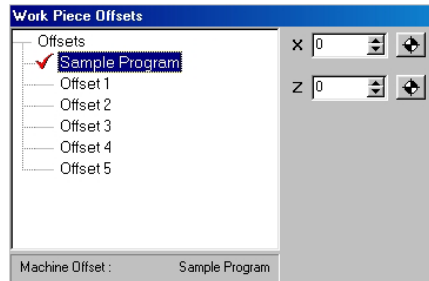 Work Piece Offsets
Offsets
Sample Program
Offset 1
Offset 2
Offset 3
Offset 4
Offset 5
X 0
Z 0
Machine Offset : Sample Program